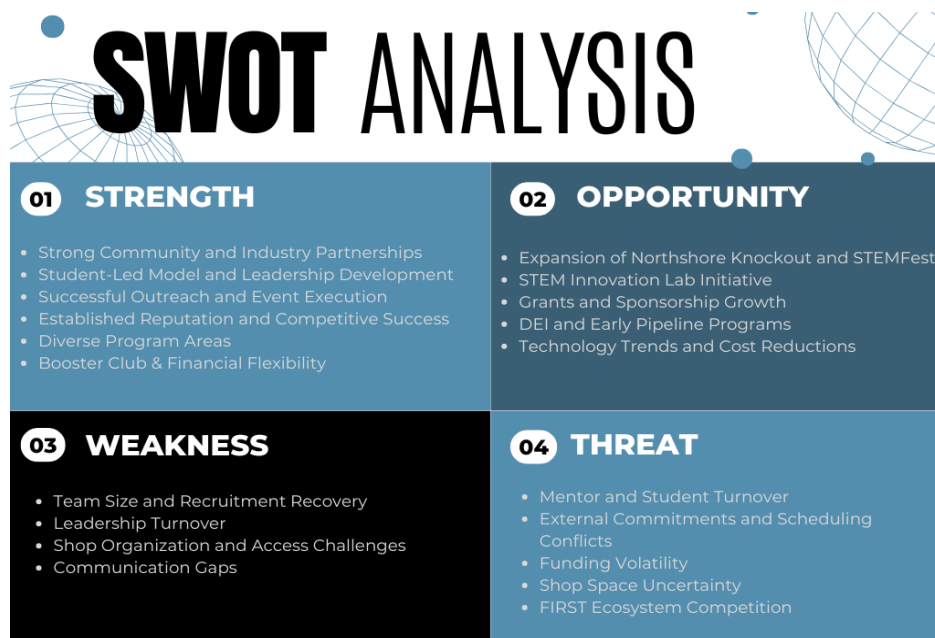 SWOT ANALYSIS
01 STRENGTH
• Strong Community and Industry Partnerships
• Student-Led Model and Leadership Development
• Successful Outreach and Event Execution
• Established Reputation and Competitive Success
• Diverse Program Areas
• Booster Club & Financial Flexibility
02 OPPORTUNITY
• Expansion of Northshore Knockout and STEMFest
• STEM Innovation Lab Initiative
• Grants and Sponsorship Growth
• DEI and Early Pipeline Programs
• Technology Trends and Cost Reductions
03 WEAKNESS
• Team Size and Recruitment Recovery
• Leadership Turnover
• Shop Organization and Access Challenges
• Communication Gaps
04 THREAT
• Mentor and Student Turnover
• External Commitments and Scheduling
Conflicts
• Funding Volatility
• Shop Space Uncertainty
• FIRST Ecosystem Competition